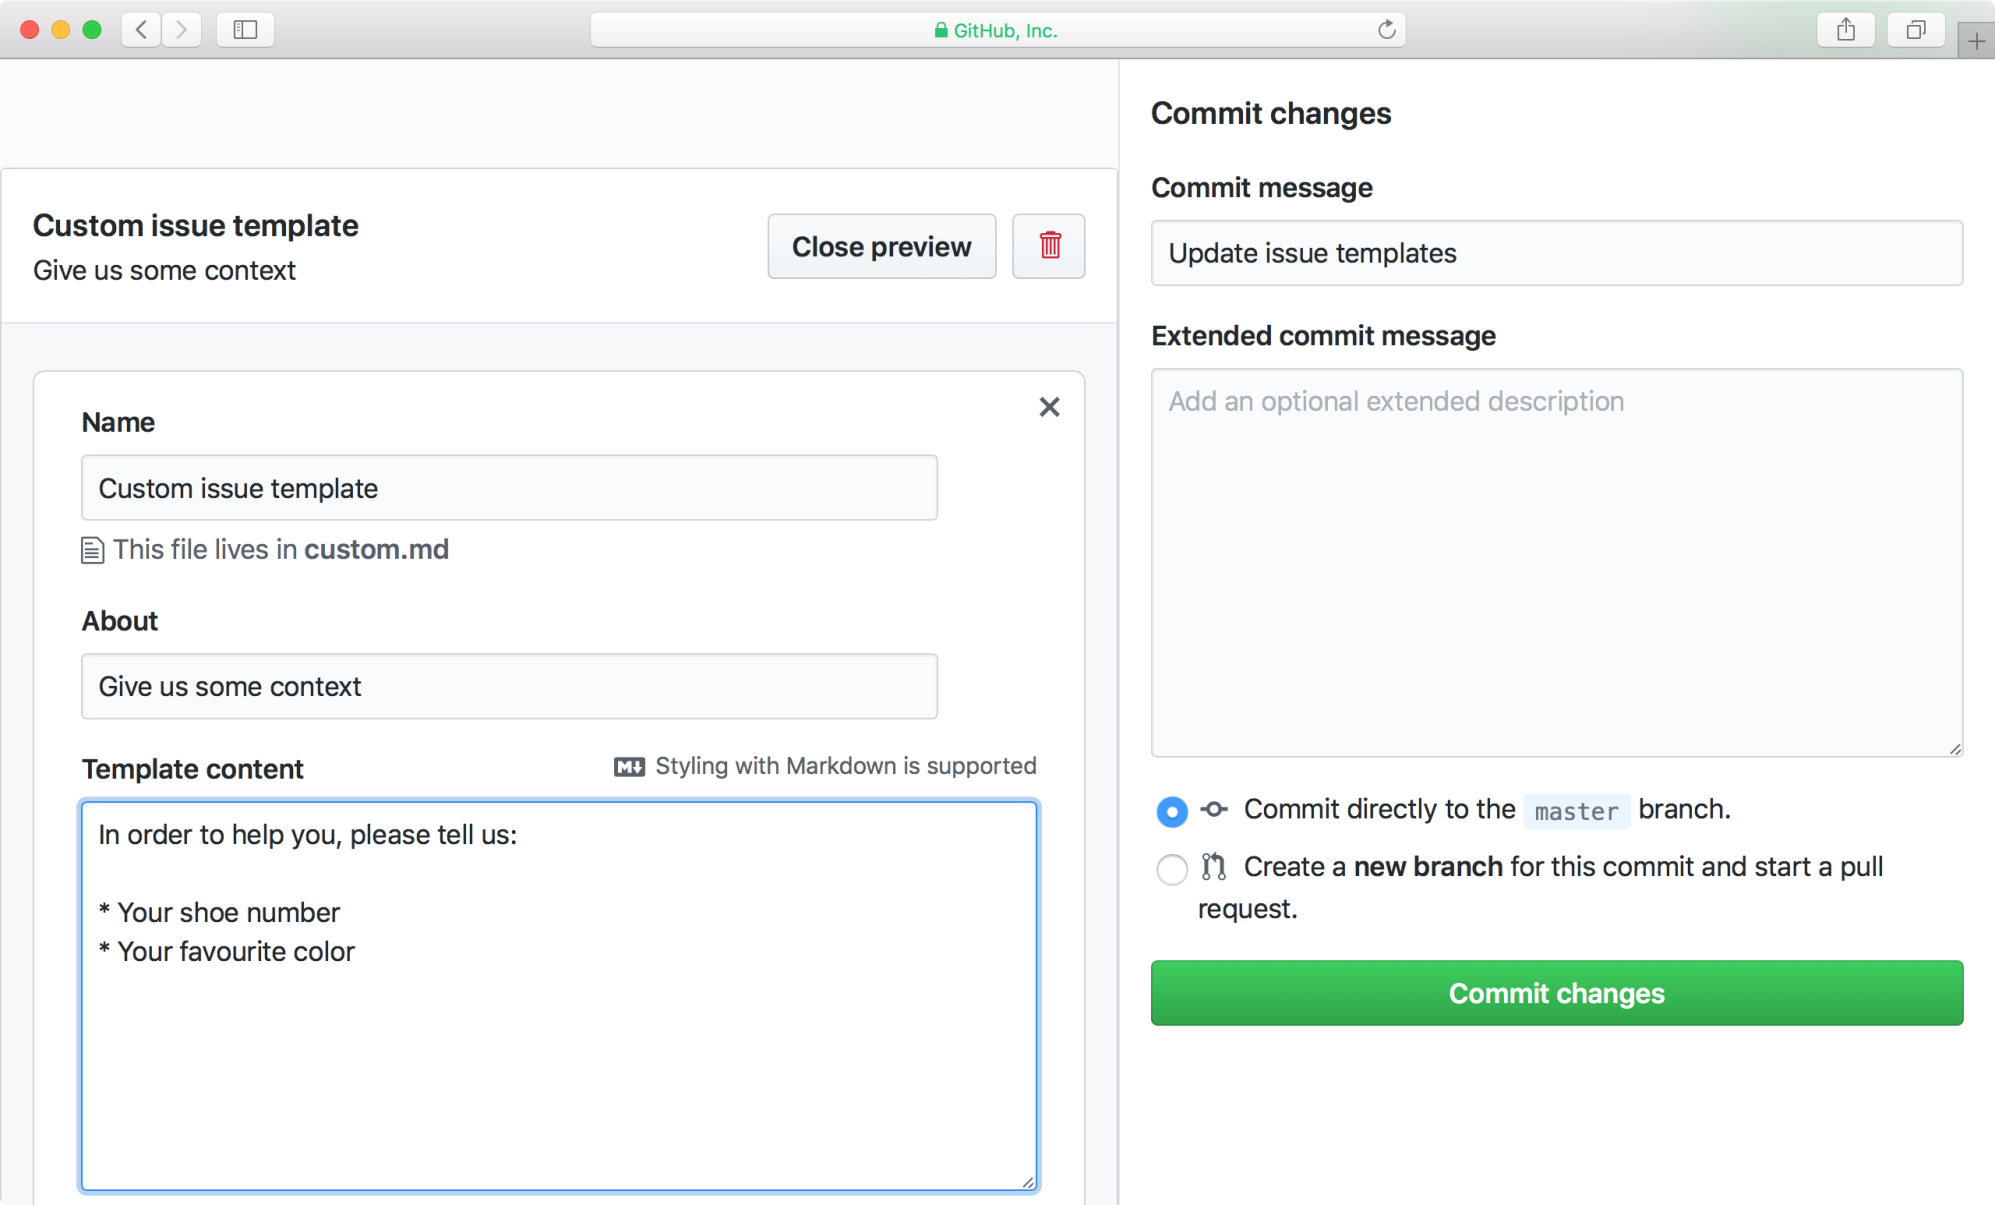 GitHub, Inc.
Custom issue template
Give us some context
Close preview
Name
Custom issue template
This file lives in custom.md
About
Give us some context
Template content
M↓ Styling with Markdown is supported
In order to help you, please tell us:
* Your shoe number
* Your favourite color
Commit changes
Commit message
Update issue templates
Extended commit message
Add an optional extended description
Commit directly to the master branch.
Create a new branch for this commit and start a pull
request.
Commit changes